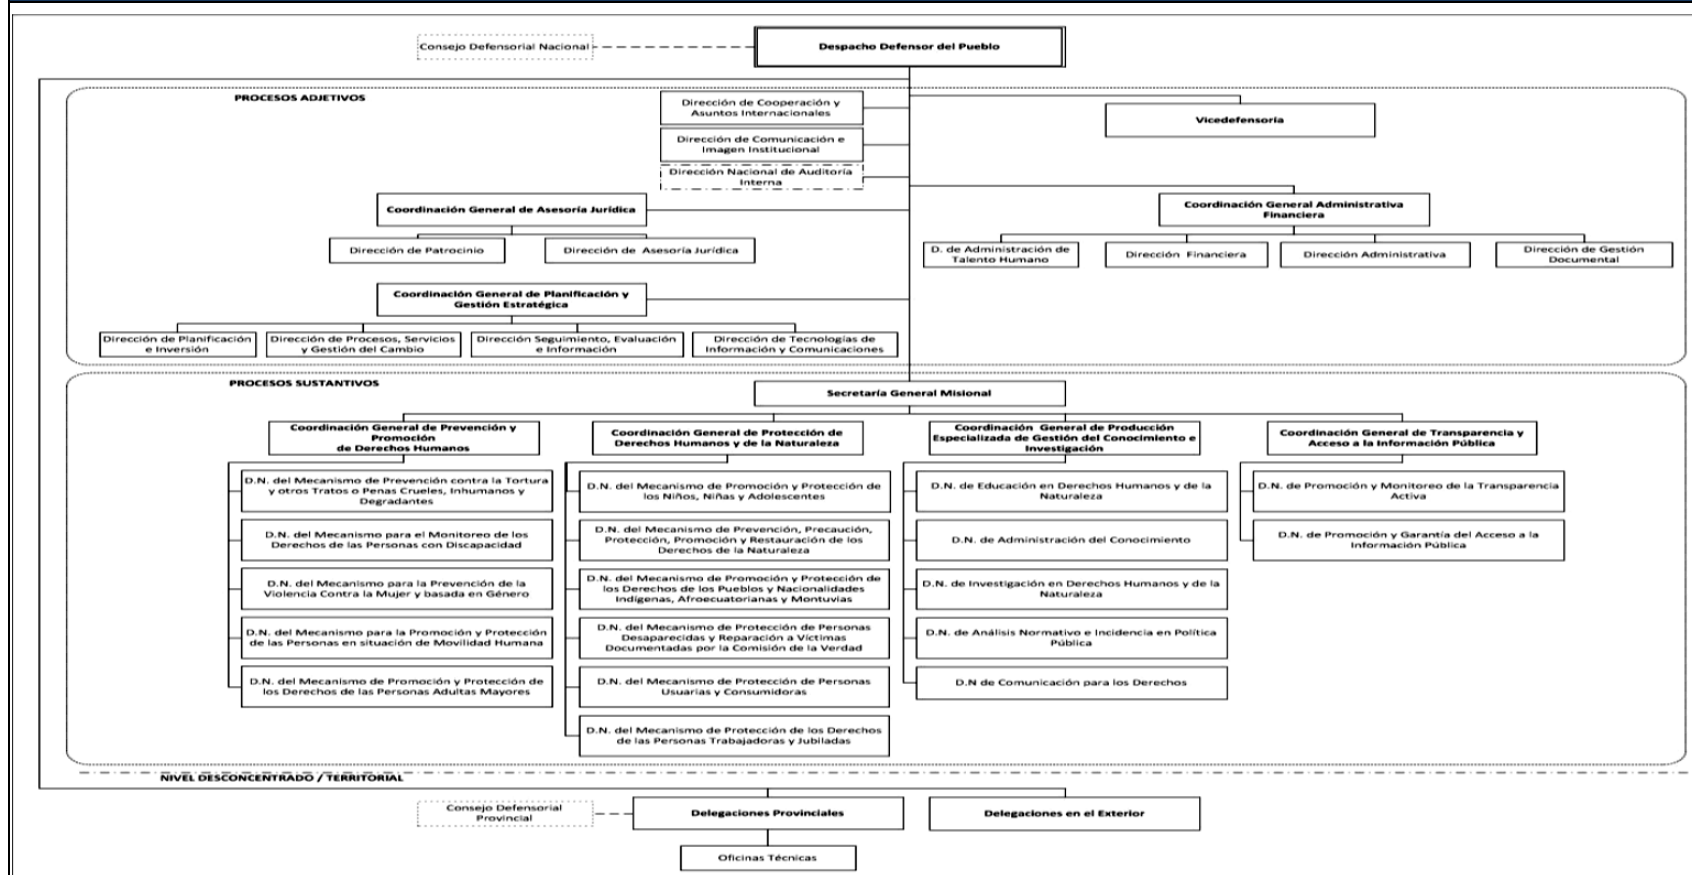 Consejo Defensorial Nacional
Despacho Defensor del Pueblo
PROCESOS ADJETIVOS
Dirección de Cooperación y
Asuntos Internacionales
Vicedefensoría
Dirección de Comunicación e
Imagen Institucional
Dirección Nacional de Auditoría
Interna
Coordinación General de Asesoría Jurídica
Coordinación General Administrativa
Financiera
Dirección de Patrocinio
Dirección de Asesoría Jurídica
D. de Administración de
Talento Humano
Dirección Financiera
Dirección Administrativa
Dirección de Gestión
Documental
Coordinación General de Planificación y
Gestión Estratégica
Dirección de Planificación
e Inversión
Dirección de Procesos, Servicios
y Gestión del Cambio
Dirección Seguimiento, Evaluación
e Información
Dirección de Tecnologías de
Información y Comunicaciones
PROCESOS SUSTANTIVOS
Secretaría General Misional
Coordinación General de Prevención y
Promoción
de Derechos Humanos
Coordinación General de Protección de
Derechos Humanos y de la Naturaleza
Coordinación General de Producción
Especializada de Gestión del Conocimiento e
Investigación
Coordinación General de Transparencia y
Acceso a la Información Pública
D.N. del Mecanismo de Prevención contra la Tortura
y otros Tratos o Penas Crueles, Inhumanos y
Degradantes
D.N. del Mecanismo para el Monitoreo de los
Derechos de las Personas con Discapacidad
D.N. del Mecanismo para la Prevención de la
Violencia Contra la Mujer y basada en Género
D.N. del Mecanismo para la Promoción y Protección
de las Personas en situación de Movilidad Humana
D.N. del Mecanismo de Promoción y Protección de
los Derechos de las Personas Adultas Mayores
D.N. del Mecanismo de Promoción y Protección de
los Niños, Niñas y Adolescentes
D.N. del Mecanismo de Prevención, Precaución,
Protección, Promoción y Restauración de los
Derechos de la Naturaleza
D.N. del Mecanismo de Promoción y Protección de
los Derechos de los Pueblos y Nacionalidades
Indígenas, Afroecuatorianas y Montuvias
D.N. del Mecanismo de Protección de Personas
Desaparecidas y Reparación a Víctimas
Documentadas por la Comisión de la Verdad
D.N. del Mecanismo de Protección de Personas
Usuarias y Consumidoras
D.N. del Mecanismo de Protección de los Derechos
de las Personas Trabajadoras y Jubiladas
D.N. de Educación en Derechos Humanos y de la
Naturaleza
D.N. de Administración del Conocimiento
D.N. de Investigación en Derechos Humanos y de la
Naturaleza
D.N. de Análisis Normativo e Incidencia en Política
Pública
D.N de Comunicación para los Derechos
D.N. de Promoción y Monitoreo de la Transparencia
Activa
D.N. de Promoción y Garantía del Acceso a la
Información Pública
NIVEL DESCONCENTRADO / TERRITORIAL
Consejo Defensorial
Provincial
Delegaciones Provinciales
Delegaciones en el Exterior
Oficinas Técnicas